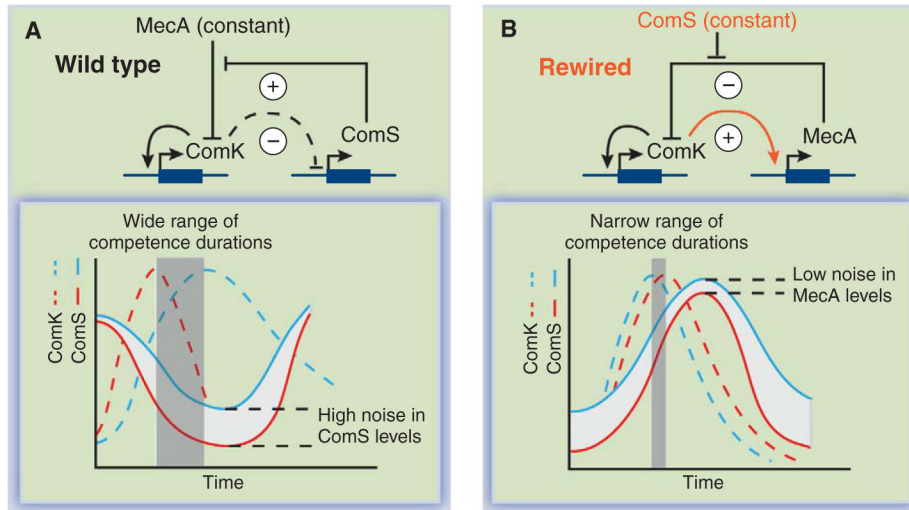 A
MecA (constant)
Wild type
+
−
ComK
ComS
Wide range of
competence durations
ComK
ComS
High noise in
ComS levels
Time
B
ComS (constant)
Rewired
−
+
ComK
MecA
Narrow range of
competence durations
ComK
ComS
Low noise in
MecA levels
Time